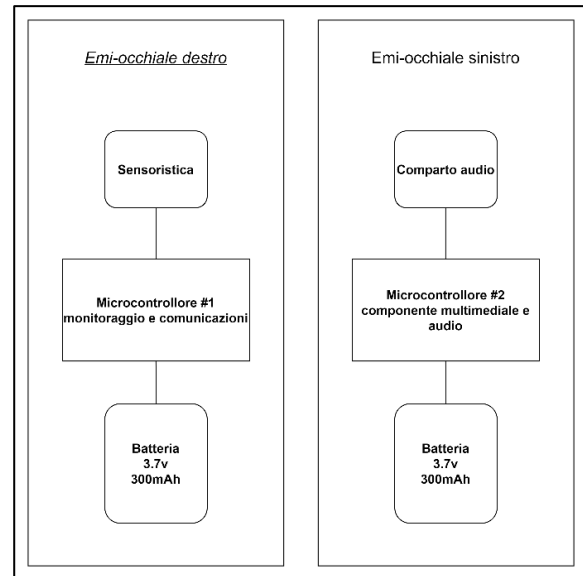 Emi-occhiale destro
Sensoristica
Microcontrollore #1
monitoraggio e comunicazioni
Batteria
3.7v
300mAh
Emi-occhiale sinistro
Comparto audio
Microcontrollore #2
componente multimediale e
audio
Batteria
3.7v
300mAh